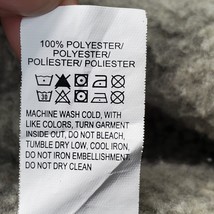 100% POLYESTER/
POLYESTER/
POLÍESTER/ POLIESTER
MACHINE WASH COLD, WITH
LIKE COLORS, TURN GARMENT
INSIDE OUT, DO NOT BLEACH,
TUMBLE DRY LOW, COOL IRON,
DO NOT IRON EMBELLISHMENT.
DO NOT DRY CLEAN